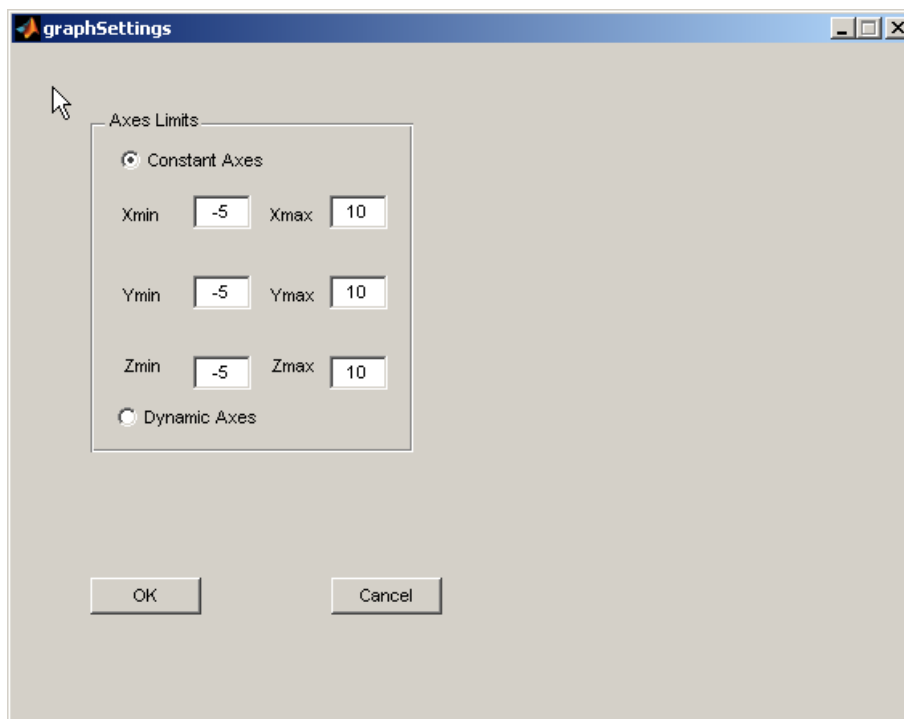 graphSettings
Axes Limits
Constant Axes
Xmin -5 Xmax 10
Ymin -5 Ymax 10
Zmin -5 Zmax 10
Dynamic Axes
OK Cancel